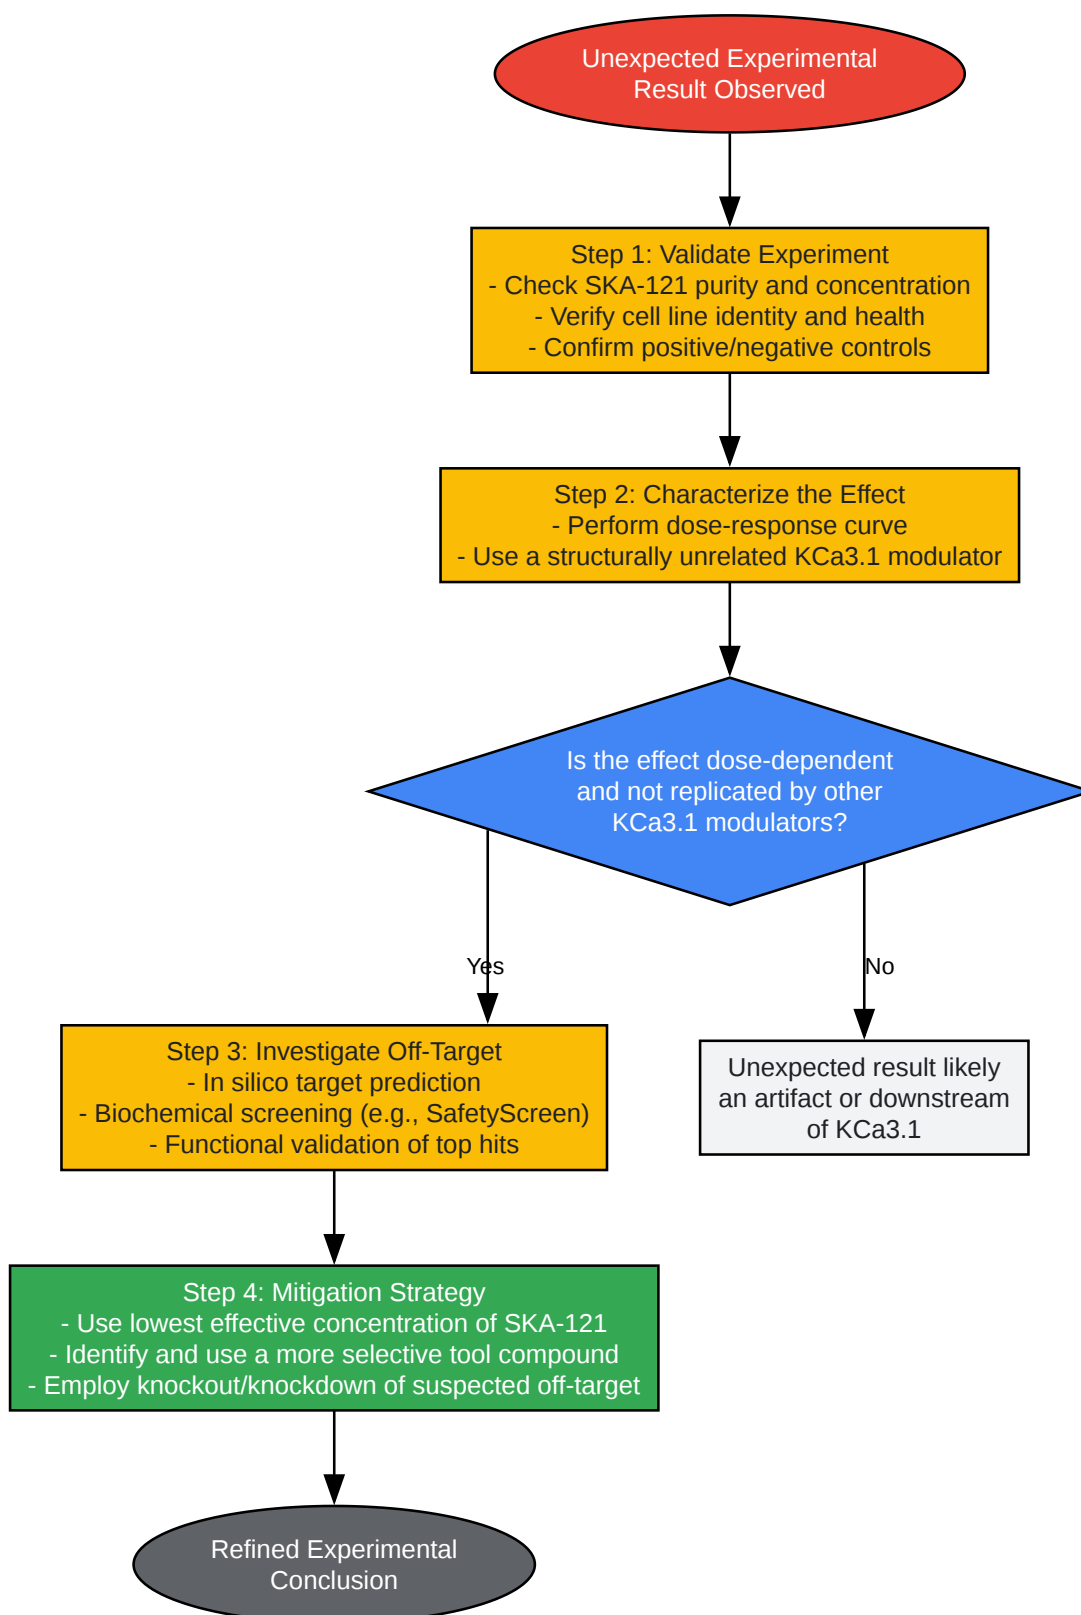 Unexpected Experimental
Result Observed
Step 1: Validate Experiment
- Check SKA-121 purity and concentration
- Verify cell line identity and health
- Confirm positive/negative controls
Step 2: Characterize the Effect
- Perform dose-response curve
- Use a structurally unrelated KCa3.1 modulator
Is the effect dose-dependent
and not replicated by other
KCa3.1 modulators?
Yes
No
Step 3: Investigate Off-Target
- In silico target prediction
- Biochemical screening (e.g., SafetyScreen)
- Functional validation of top hits
Unexpected result likely
an artifact or downstream
of KCa3.1
Step 4: Mitigation Strategy
- Use lowest effective concentration of SKA-121
- Identify and use a more selective tool compound
- Employ knockout/knockdown of suspected off-target
Refined Experimental
Conclusion